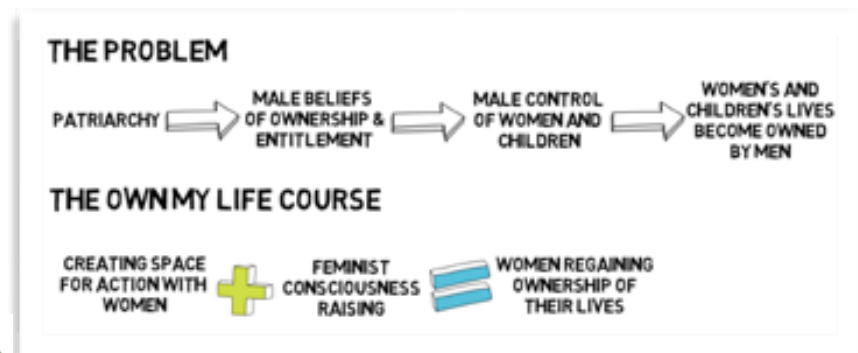 THE PROBLEM
PATRIARCHY
MALE BELIEFS
OF OWNERSHIP &
ENTITLEMENT
MALE CONTROL
OF WOMEN AND
CHILDREN
WOMEN'S AND
CHILDREN'S LIVES
BECOME OWNED
BY MEN
THE OWN MY LIFE COURSE
CREATING SPACE
FOR ACTION WITH
WOMEN
FEMINIST
CONSCIOUSNESS
RAISING
WOMEN REGAINING
OWNERSHIP OF
THEIR LIVES